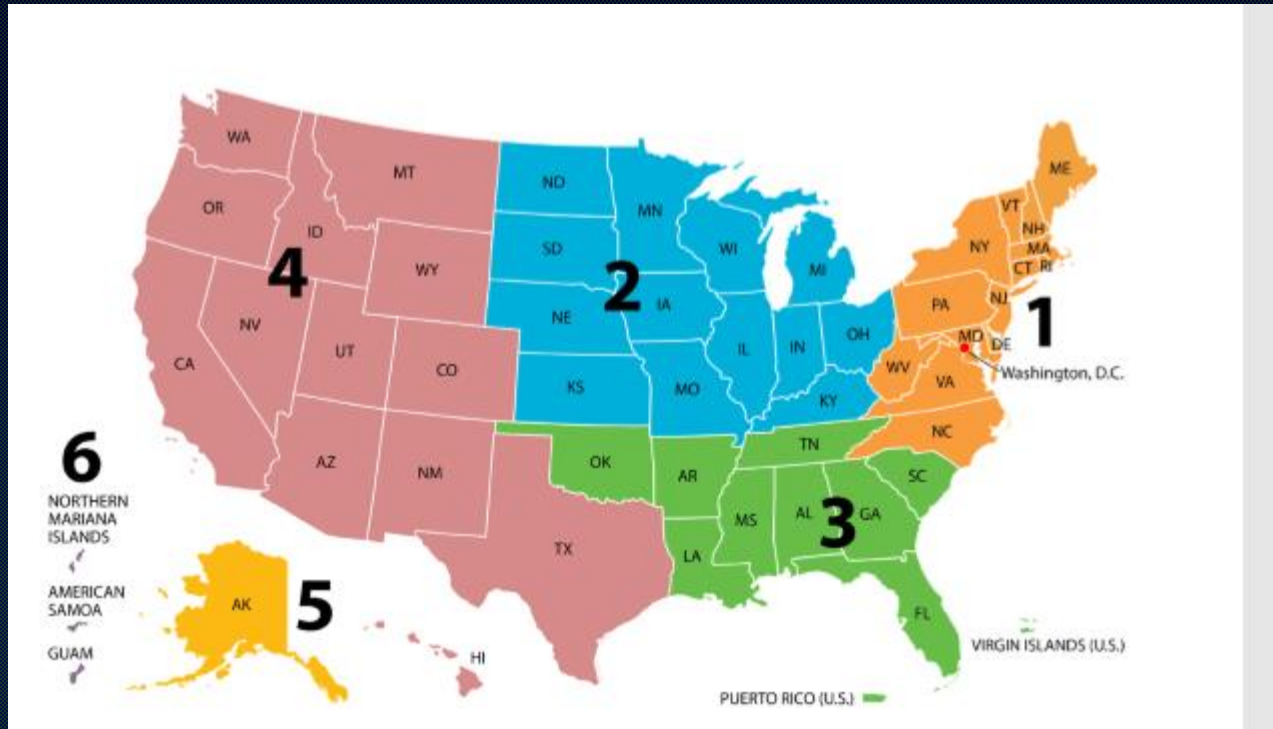 WA
MT
ME
ND
VT
MN
OR
NH
ID
NY
MA
SD
WI
CT RI
MI
4
WY
2
IA
PA
NJ
1
NE
NV
OH
MD
DE
IL
IN
UT
WV
CA
CO
Washington, D.C.
VA
KS
MO
KY
NC
TN
6
AZ
OK
NM
AR
SC
NORTHERN
MARIANA
ISLANDS
MS
AL
3
GA
TX
LA
AMERICAN
SAMOA
AK
5
FL
VIRGIN ISLANDS (U.S.)
GUAM
HI
PUERTO RICO (U.S.)